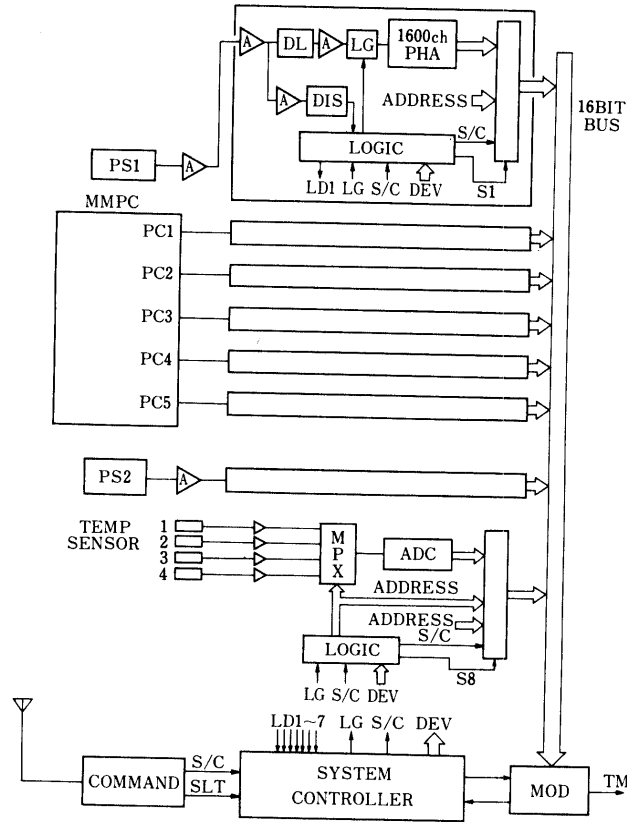 A DL A LG 1600ch
PHA
16BIT
BUS
ADDRESS
A DIS
S/C
LOGIC
PS1 A
LD1 LG S/C DEV S1
MMPC
PC1
PC2
PC3
PC4
PC5
PS2 A
TEMP
SENSOR
1
2
3
4
M
P
X
ADC
ADDRESS
ADDRESS
S/C
LOGIC
S8
LG S/C DEV
LD1~7 LG S/C DEV
COMMAND
S/C
SLT
SYSTEM
CONTROLLER
MOD
TM